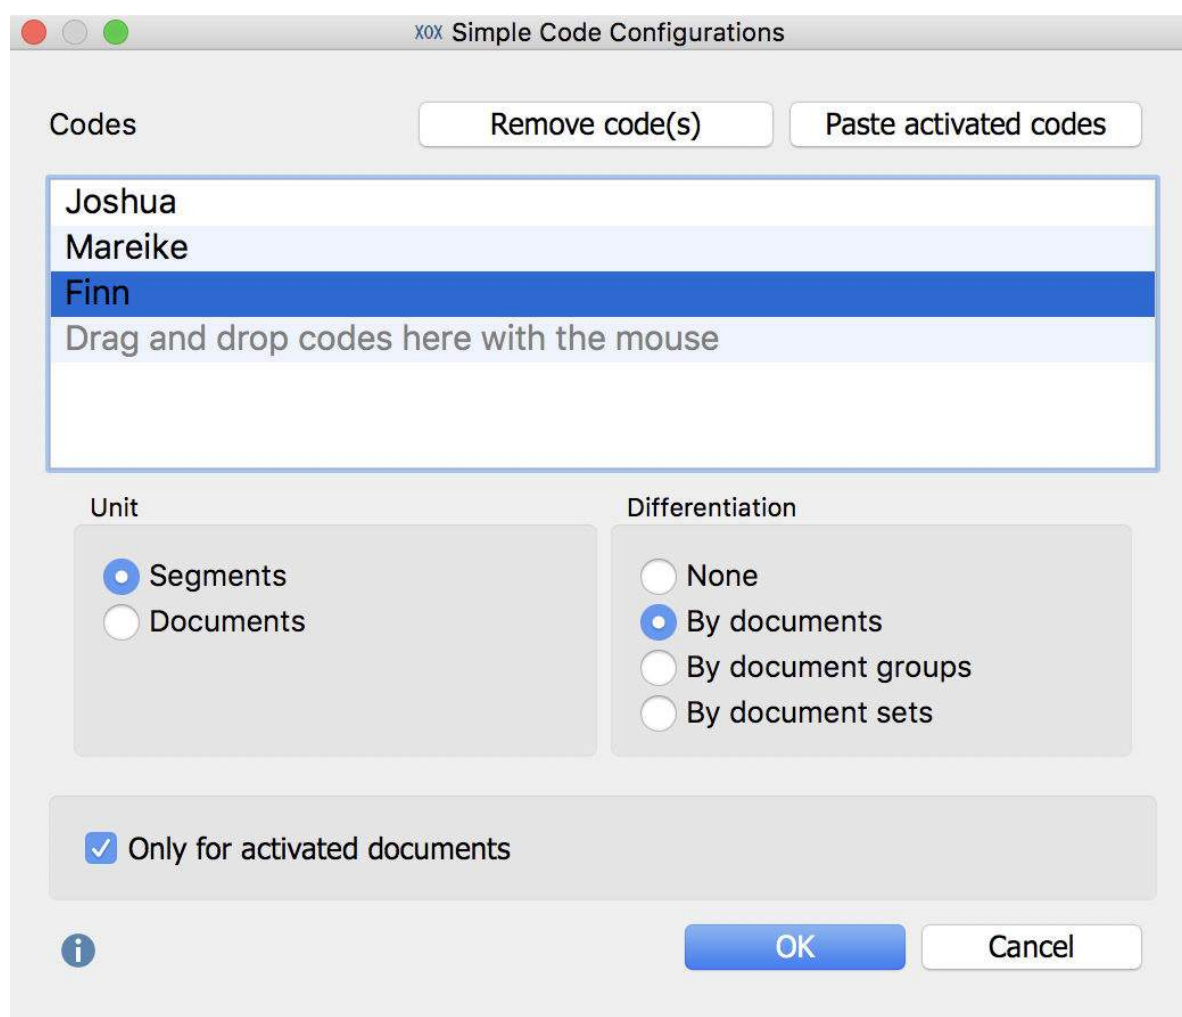 XOX Simple Code Configurations
Codes
Remove code(s)
Paste activated codes
Joshua
Mareike
Finn
Drag and drop codes here with the mouse
Unit
Segments
Documents
Differentiation
None
By documents
By document groups
By document sets
Only for activated documents
i
OK
Cancel